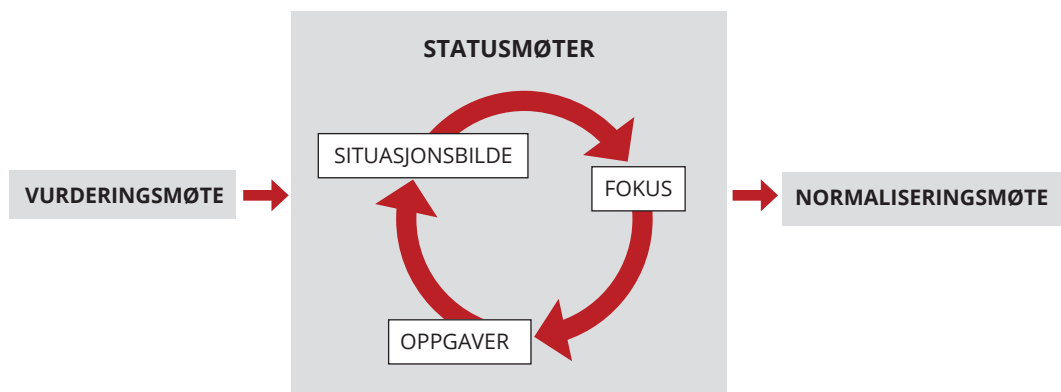 STATUSMØTER
SITUASJONSBILDE
FOKUS
OPPGAVER
VURDERINGSMØTE
NORMALISERINGSMØTE